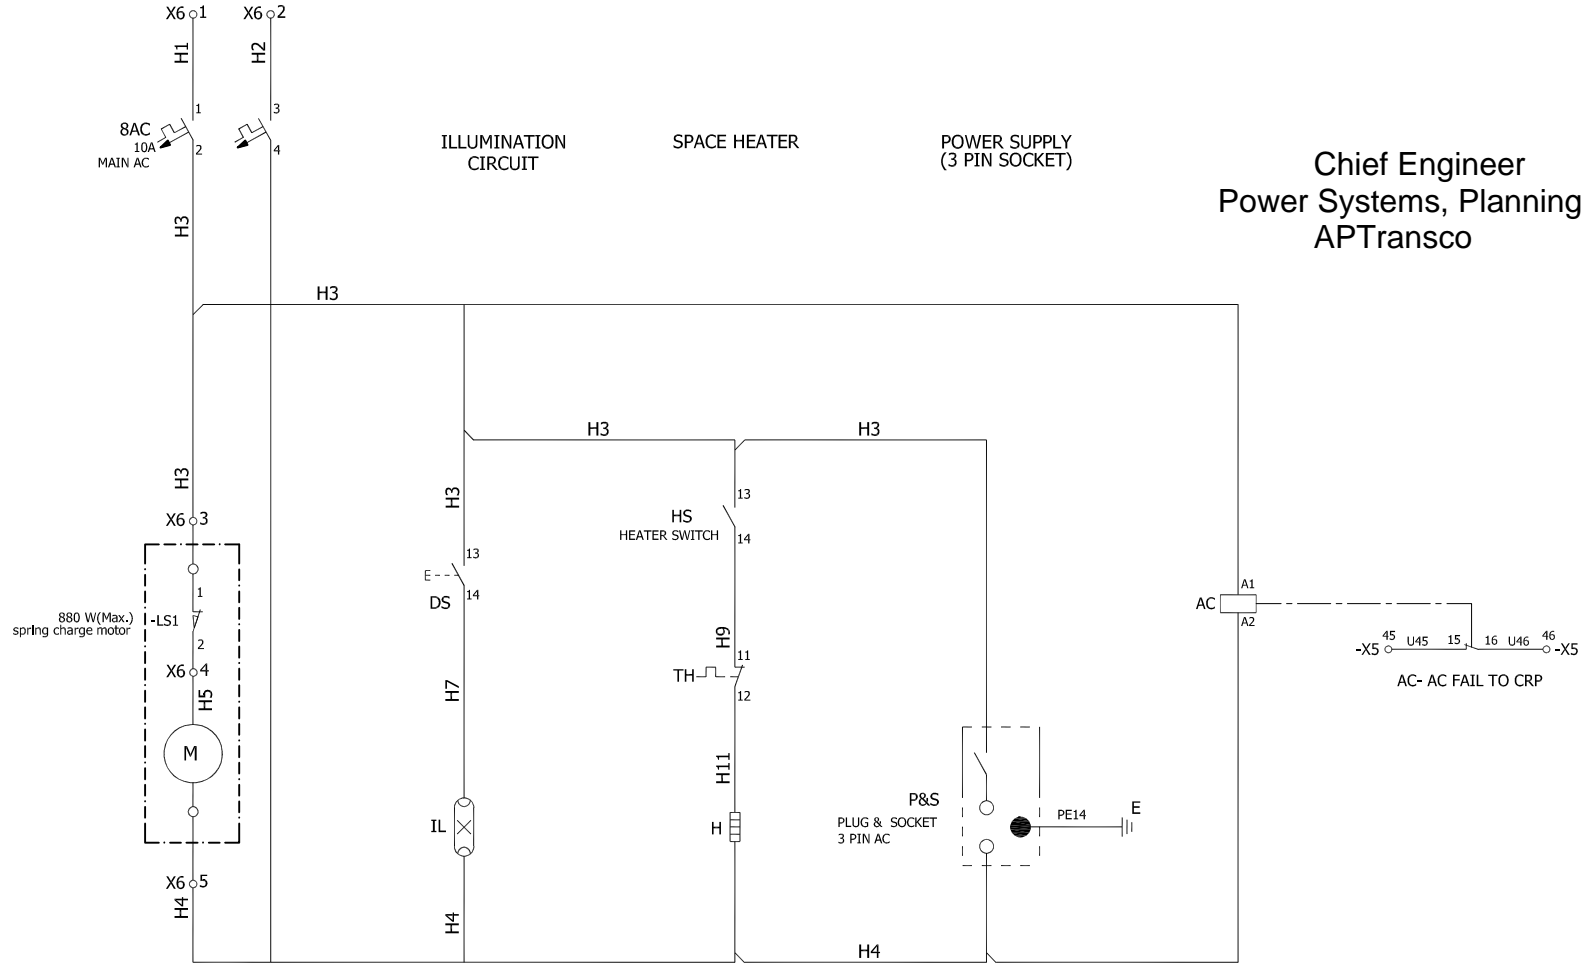 X6 1
X6 2
H1
H2
1
3
8AC
10A
MAIN AC
2
4
ILLUMINATION
CIRCUIT
SPACE HEATER
POWER SUPPLY
(3 PIN SOCKET)
Chief Engineer
Power Systems, Planning
APTransco
H3
H3
H3
H3
H3
H3
X6 3
13
HS
HEATER SWITCH
14
13
E
14
DS
1
880 W(Max.)
spring charge motor
-LS1
2
X6 4
H5
M
H7
H9
11
TH
12
H11
A1
AC
A2
45
-X5
U45
15
16
U46
46
-X5
AC- AC FAIL TO CRP
IL
H
P&S
PLUG & SOCKET
3 PIN AC
PE14
E
X6 5
H4
H4
H4